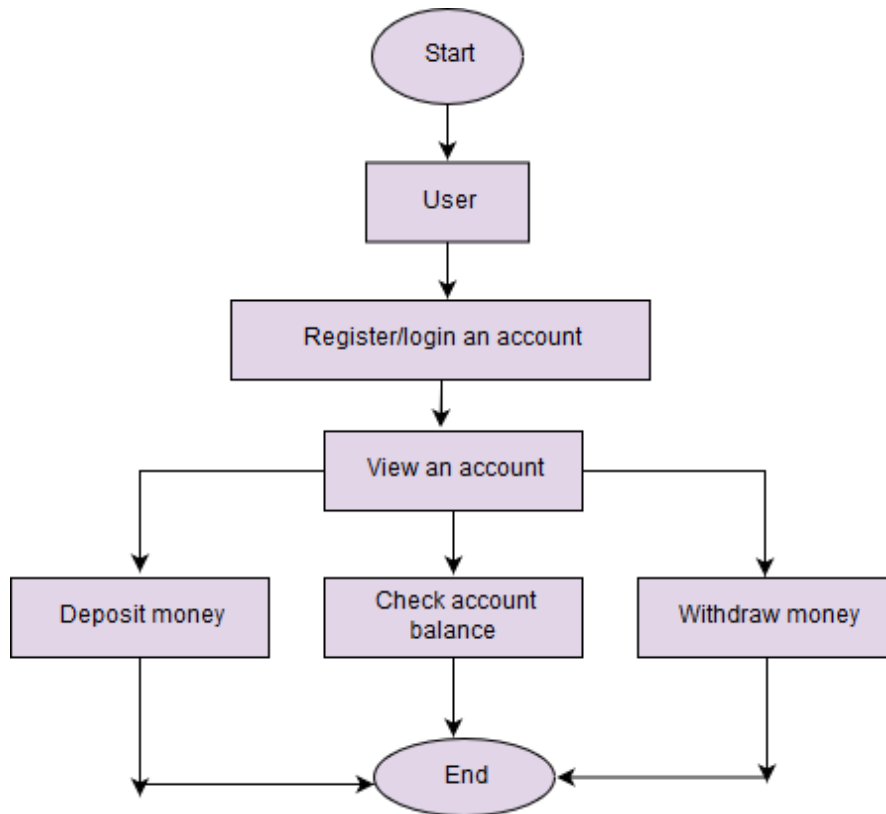 Start
User
Register/login an account
View an account
Deposit money
Check account
balance
Withdraw money
End